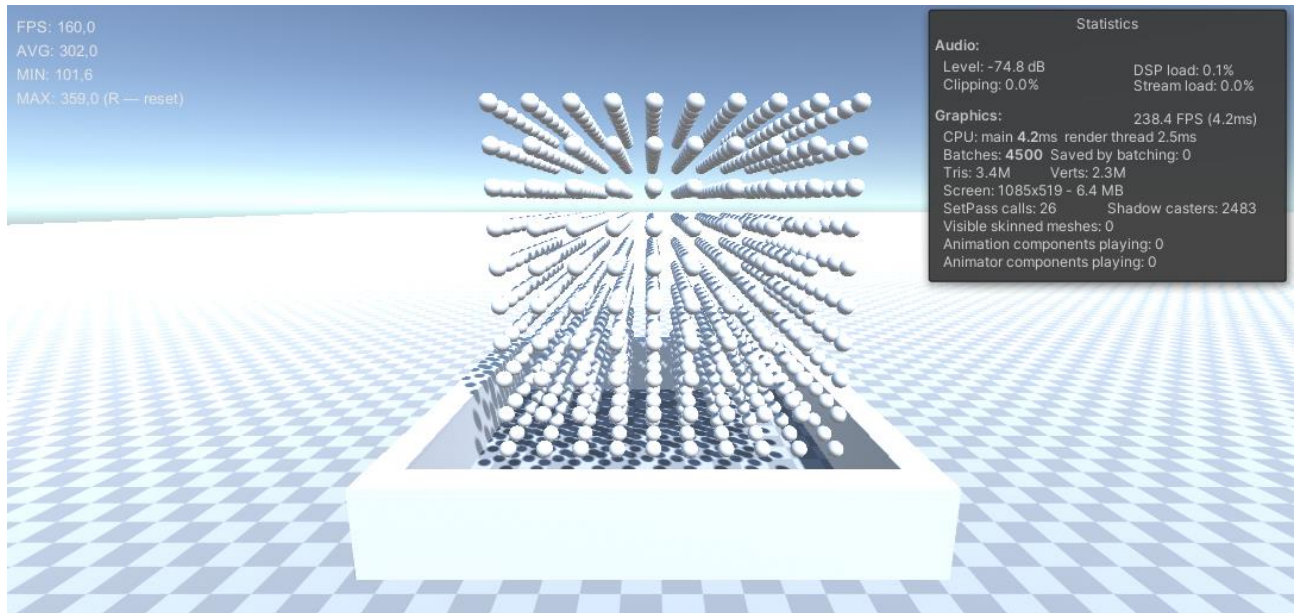 FPS: 160,0
AVG: 302,0
MIN: 101,6
MAX: 359,0 (R — reset)
Statistics
Audio:
Level: -74.8 dB DSP load: 0.1%
Clipping: 0.0% Stream load: 0.0%
Graphics: 238.4 FPS (4.2ms)
CPU: main 4.2ms render thread 2.5ms
Batches: 4500 Saved by batching: 0
Tris: 3.4M Verts: 2.3M
Screen: 1085x519 - 6.4 MB
SetPass calls: 26 Shadow casters: 2483
Visible skinned meshes: 0
Animation components playing: 0
Animator components playing: 0